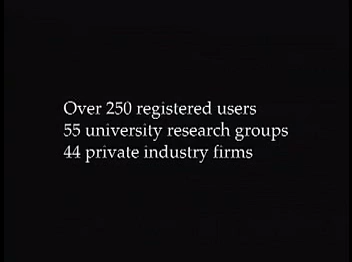 Over 250 registered users
55 university research groups
44 private industry firms